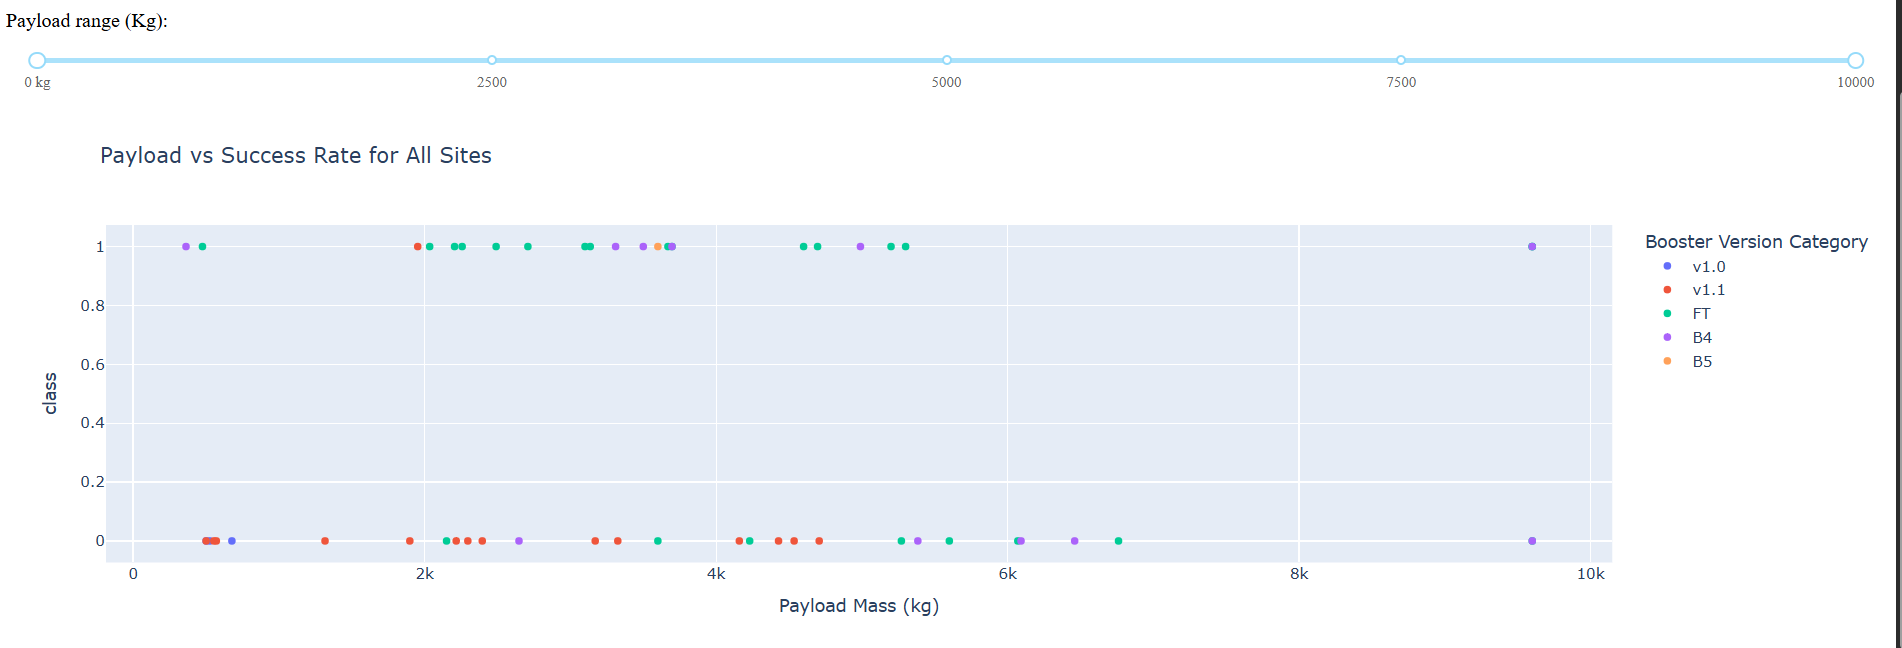 Payload range (Kg):
0 kg 2500 5000 7500 10000
Payload vs Success Rate for All Sites
Booster Version Category
v1.0
v1.1
FT
B4
B5
class
1
0.8
0.6
0.4
0.2
0
0 2k 4k 6k 8k 10k
Payload Mass (kg)